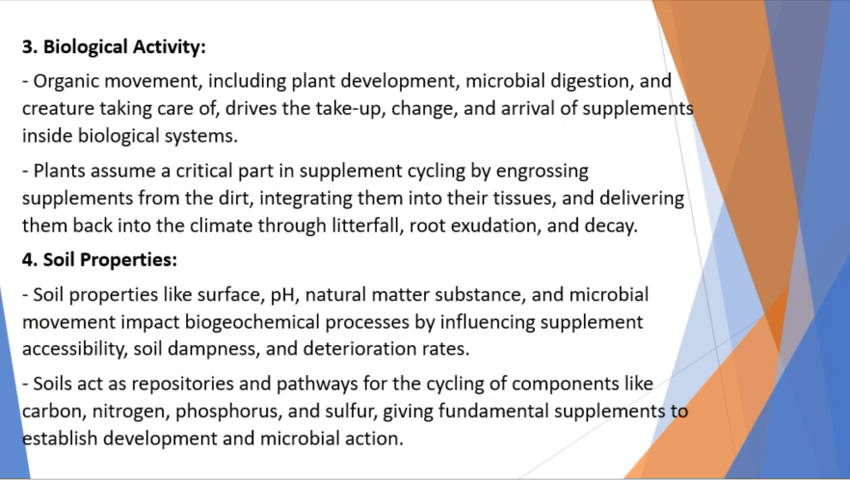 3. Biological Activity:
- Organic movement, including plant development, microbial digestion, and
creature taking care of, drives the take-up, change, and arrival of supplements
inside biological systems.
- Plants assume a critical part in supplement cycling by engrossing
supplements from the dirt, integrating them into their tissues, and delivering
them back into the climate through litterfall, root exudation, and decay.
4. Soil Properties:
- Soil properties like surface, pH, natural matter substance, and microbial
movement impact biogeochemical processes by influencing supplement
accessibility, soil dampness, and deterioration rates.
- Soils act as repositories and pathways for the cycling of components like
carbon, nitrogen, phosphorus, and sulfur, giving fundamental supplements to
establish development and microbial action.